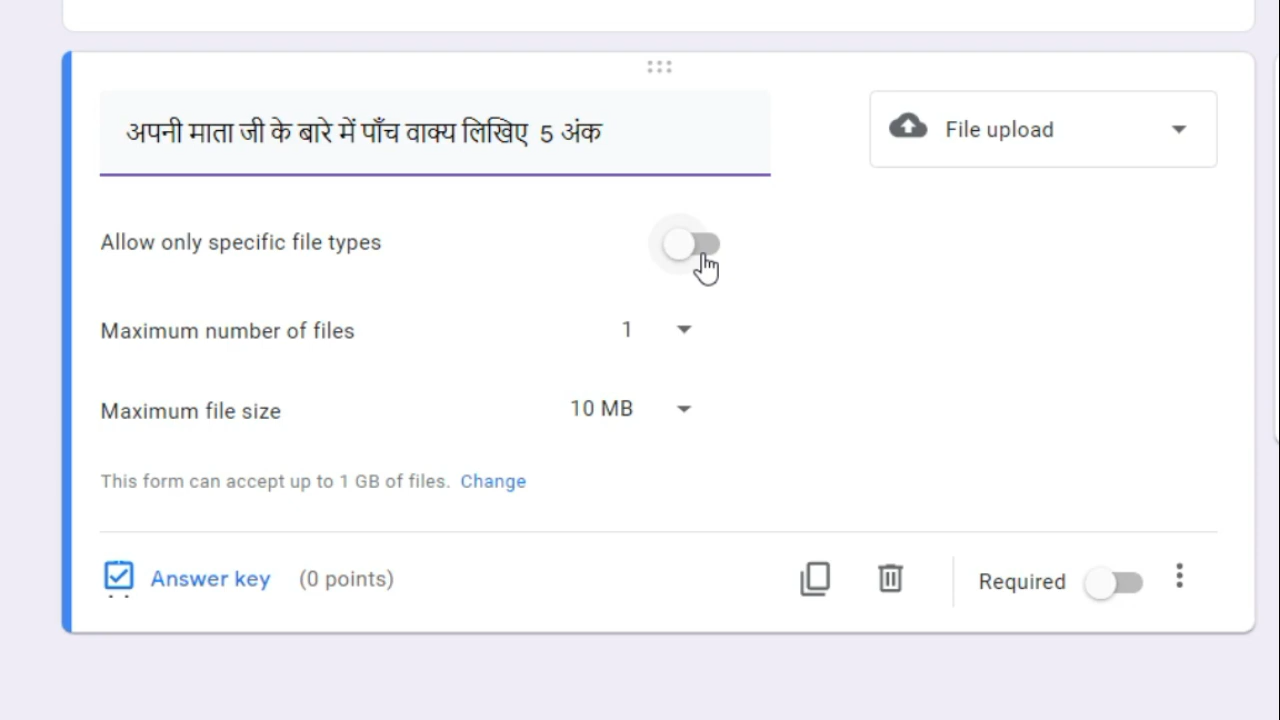 अपनी माता जी के बारे में पाँच वाक्य लिखिए 5 अंक
File upload
Allow only specific file types
Maximum number of files 1
Maximum file size 10 MB
This form can accept up to 1 GB of files. Change
Answer key (0 points) Required